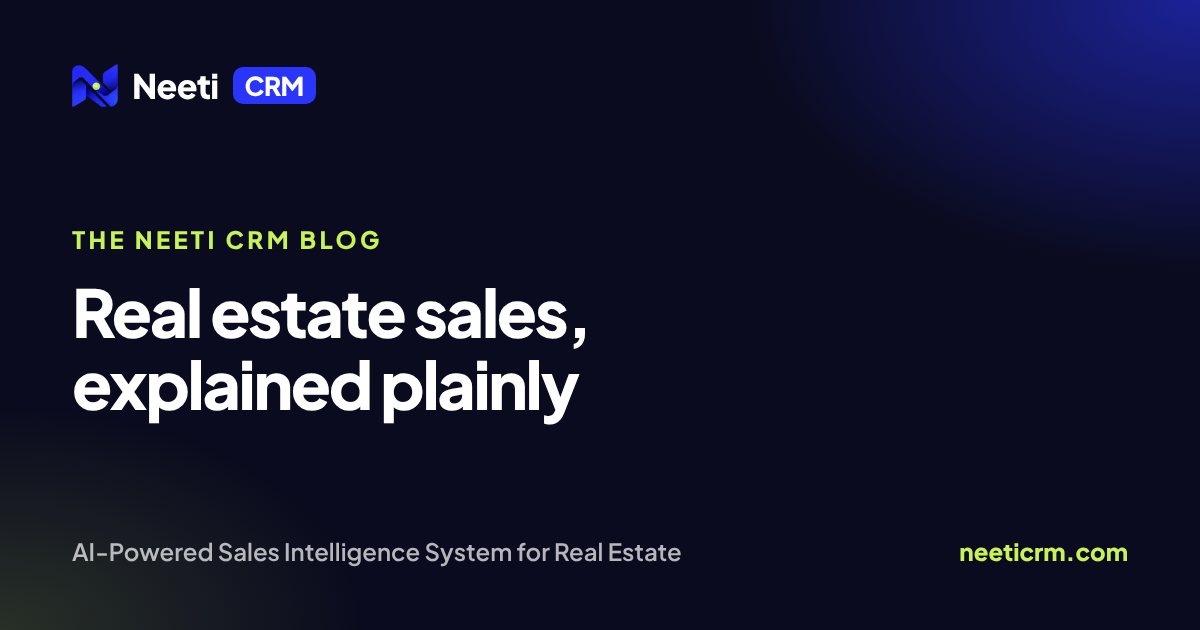 Neeti CRM
THE NEETI CRM BLOG
Real estate sales,
explained plainly
AI-Powered Sales Intelligence System for Real Estate
neeticrm.com